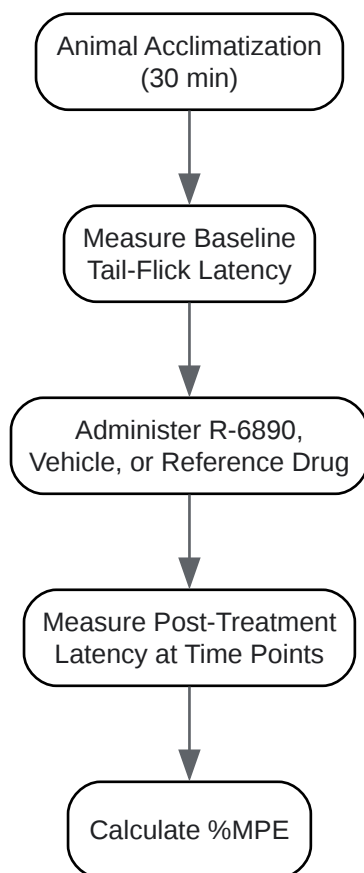 Animal Acclimatization
(30 min)
Measure Baseline
Tail-Flick Latency
Administer R-6890,
Vehicle, or Reference Drug
Measure Post-Treatment
Latency at Time Points
Calculate %MPE